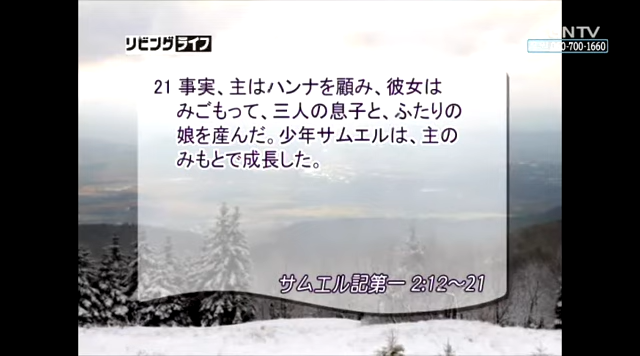 リビングライフ
NTV
0-700-1660
21 事実、主はハンナを顧み、彼女は
みごもって、三人の息子と、ふたりの
娘を産んだ。少年サムエルは、主の
みもとで成長した。
サムエル記第一 2:12～21